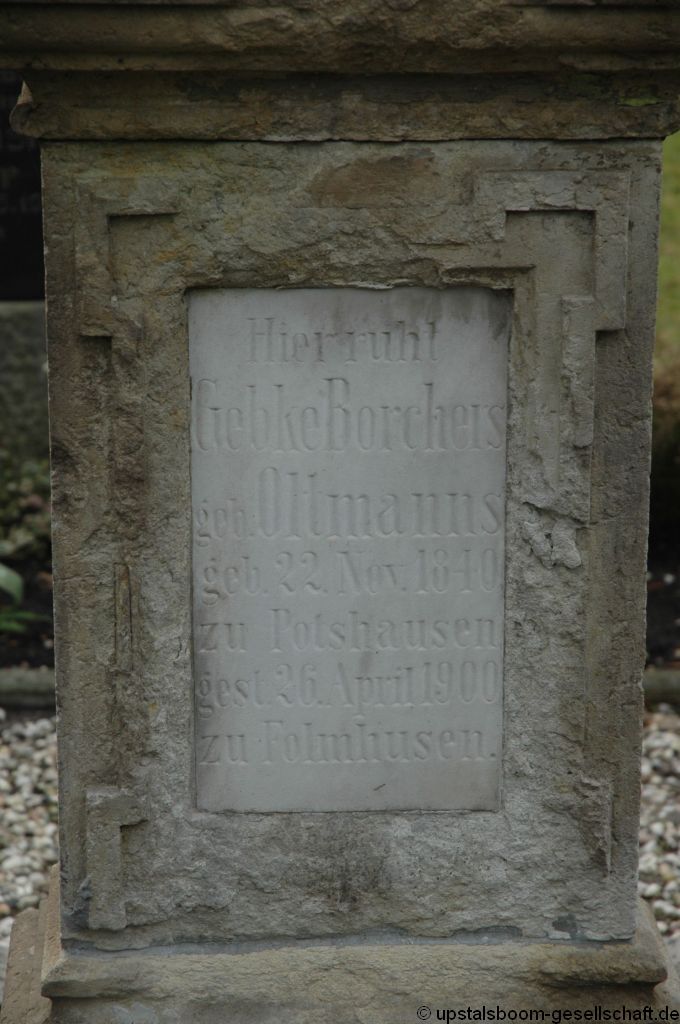 Hier ruht
Gebke Borchers
geb. Oltmanns
geb. 22. Nov. 1840
zu Potshausen
gest. 26. April 1900
zu Folmhusen.
© upstalsboom-gesellschaft.de